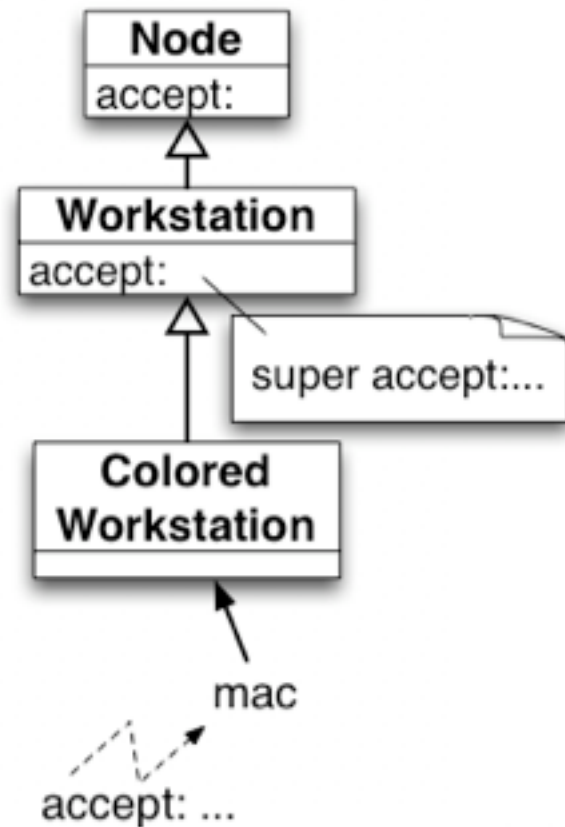 Node
accept:
Workstation
accept:
super accept:...
Colored
Workstation
mac
accept: ...